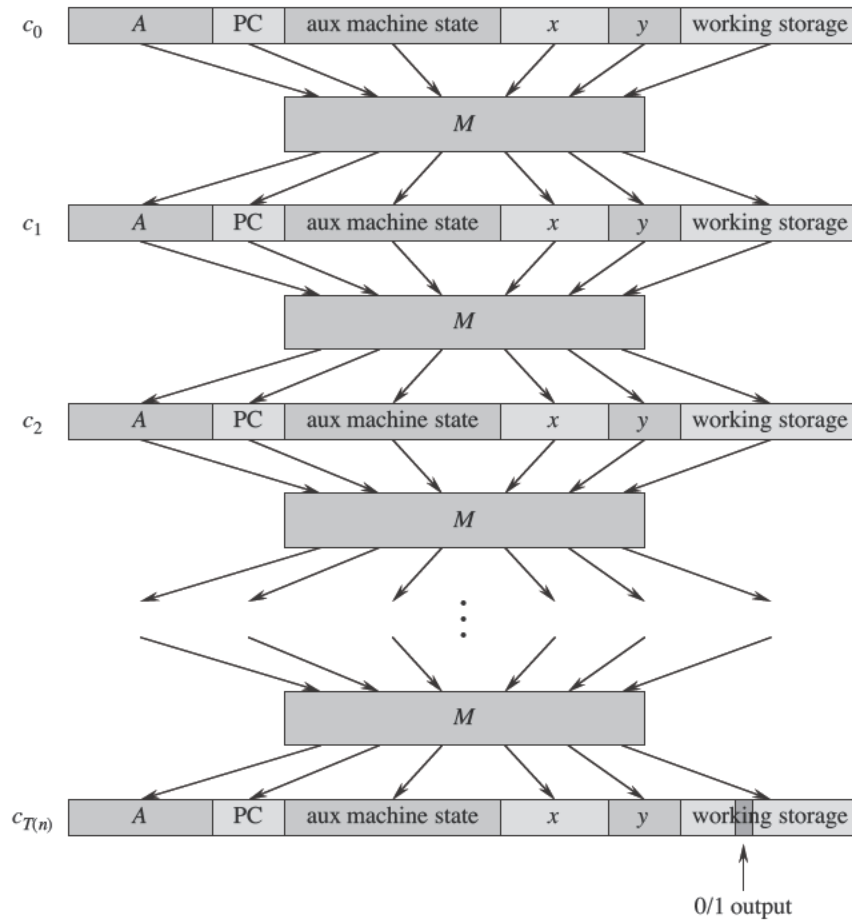 c0 A PC aux machine state x y working storage
M
c1 A PC aux machine state x y working storage
M
c2 A PC aux machine state x y working storage
M
⋮
M
cT(n) A PC aux machine state x y working storage
0/1 output